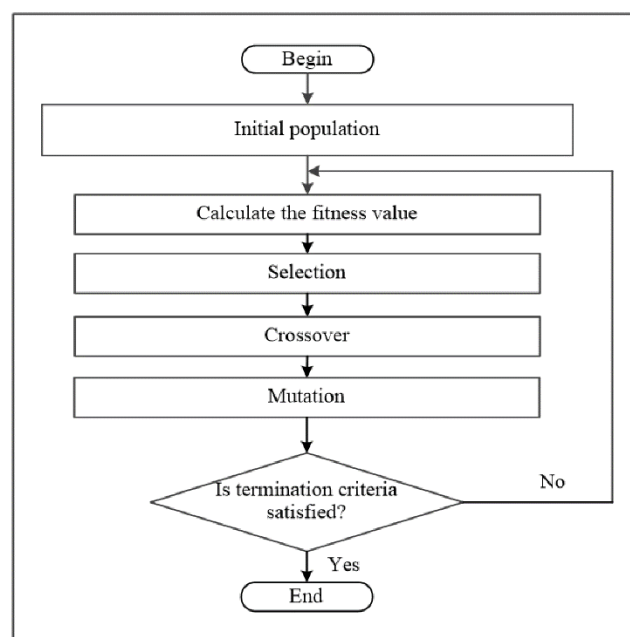 Begin
Initial population
Calculate the fitness value
Selection
Crossover
Mutation
Is termination criteria
satisfied?
No
Yes
End